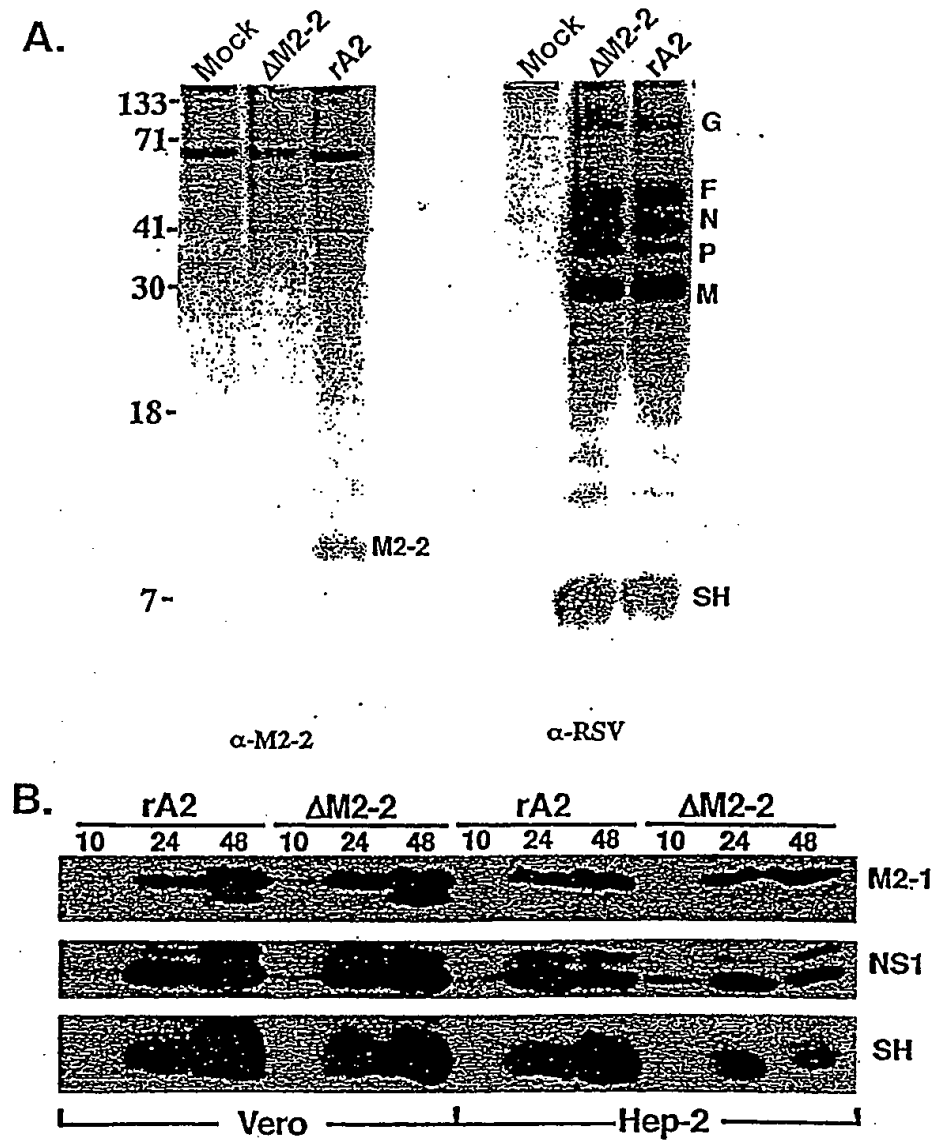 A.
Mock ΔM2-2 rA2 Mock ΔM2-2 rA2
133-
G
71-
F
N
41-
P
30-
M
18-
M2-2
7-
SH
α-M2-2 α-RSV
B.
rA2 ΔM2-2 rA2 ΔM2-2
10 24 48 10 24 48 10 24 48 10 24 48
M2-1
NS1
SH
Vero Hep-2